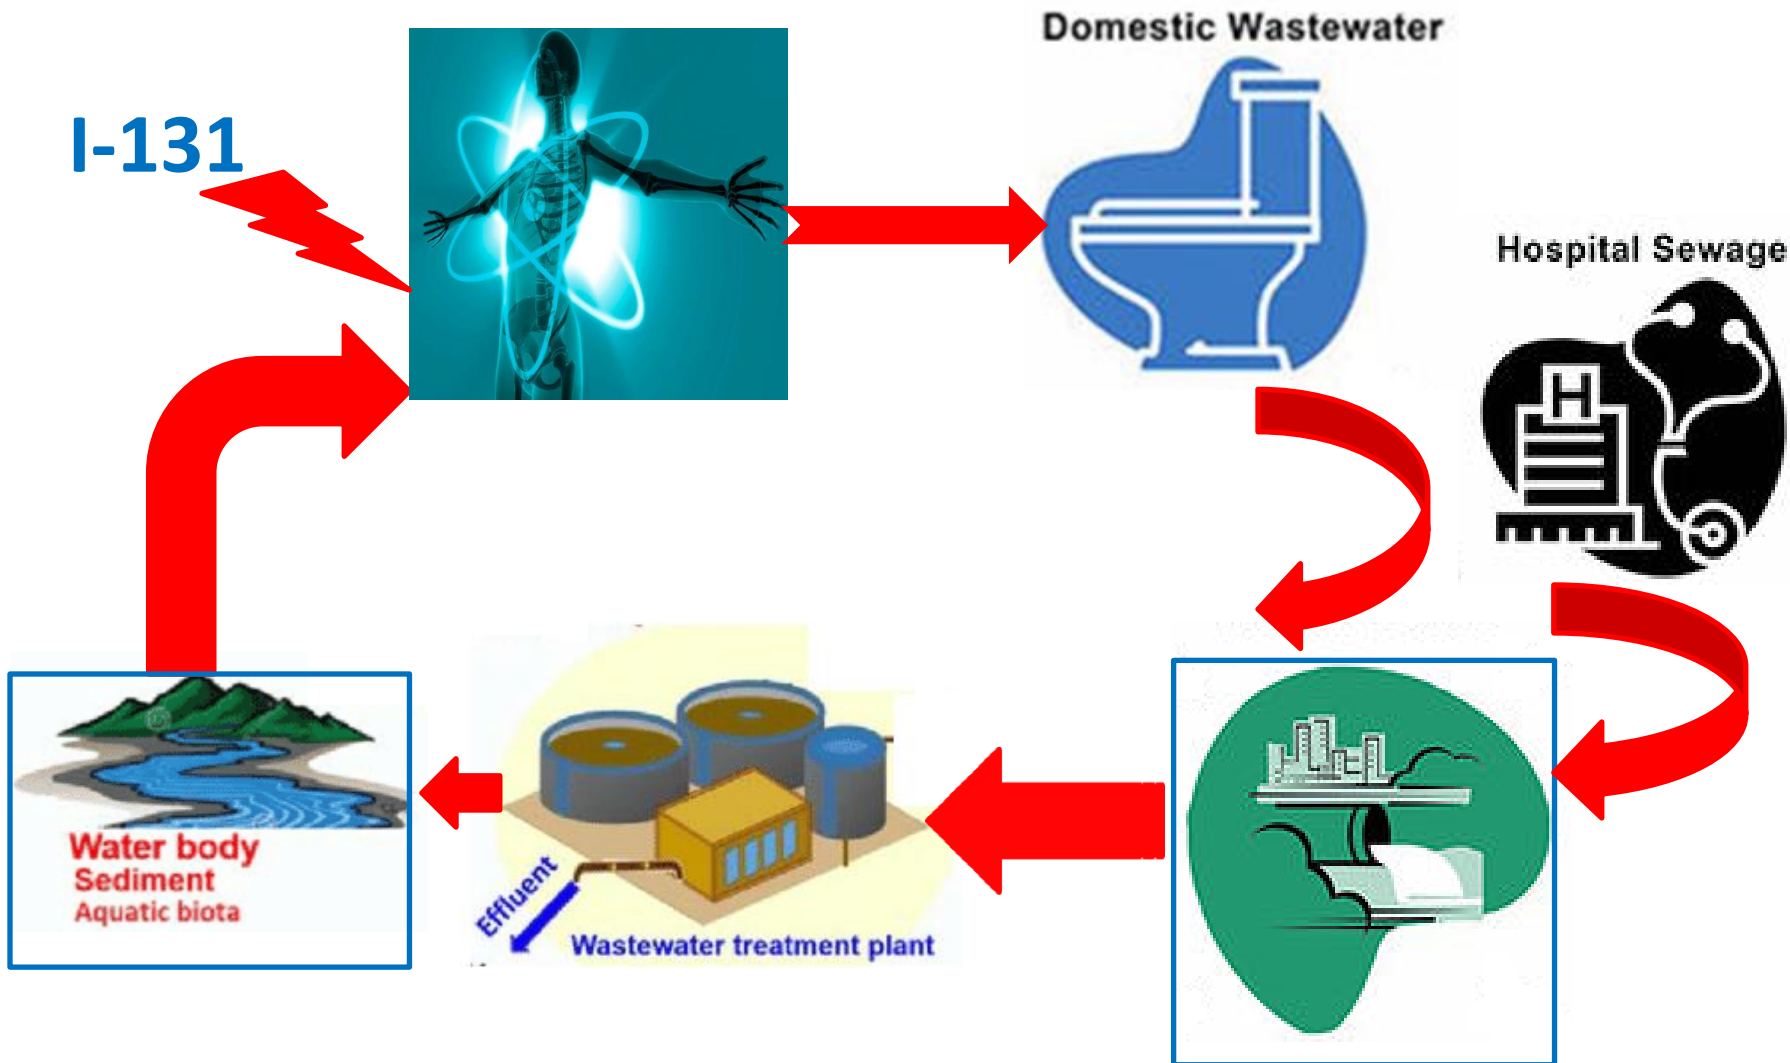 Domestic Wastewater
I-131
Hospital Sewage
H
Water body
Sediment
Aquatic biota
Effluent
Wastewater treatment plant